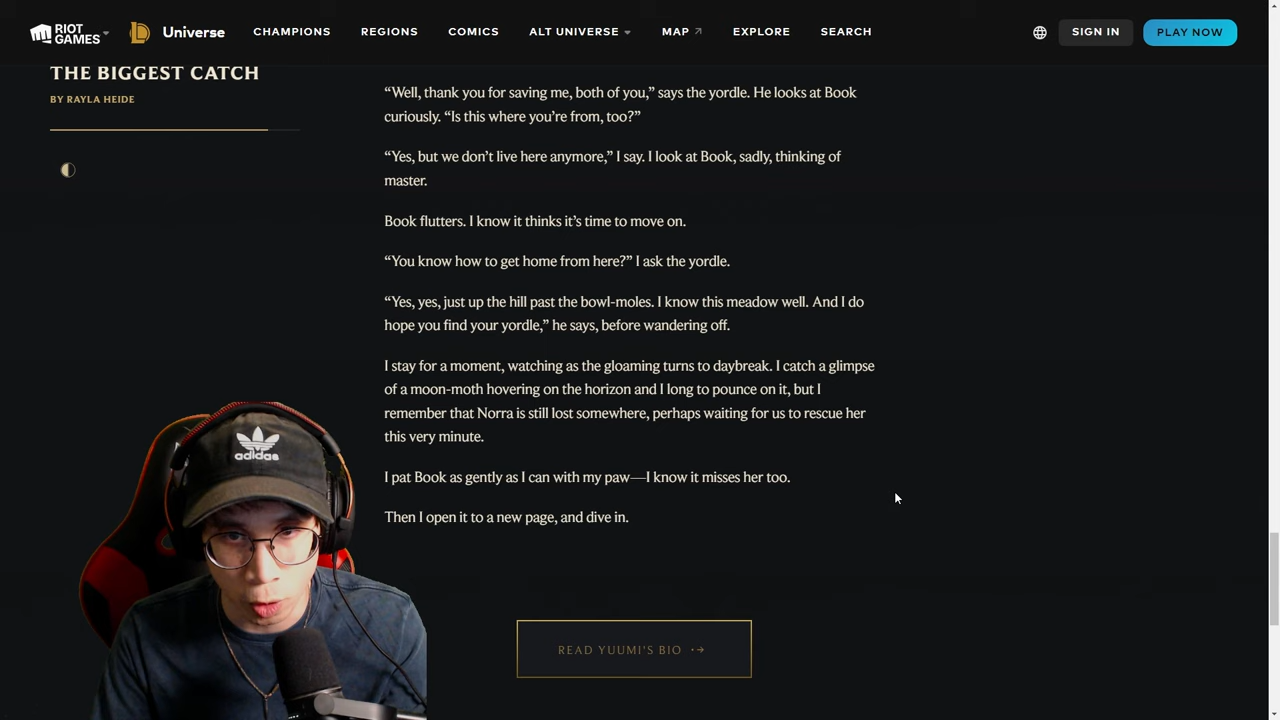 RIOT GAMES
Universe
CHAMPIONS
REGIONS
COMICS
ALT UNIVERSE
MAP
EXPLORE
SEARCH
SIGN IN
PLAY NOW
THE BIGGEST CATCH
BY RAYLA HEIDE
“Well, thank you for saving me, both of you,” says the yordle. He looks at Book
curiously. “Is this where you’re from, too?”
“Yes, but we don’t live here anymore,” I say. I look at Book, sadly, thinking of
master.
Book flutters. I know it thinks it’s time to move on.
“You know how to get home from here?” I ask the yordle.
“Yes, yes, just up the hill past the bowl-moles. I know this meadow well. And I do
hope you find your yordle,” he says, before wandering off.
I stay for a moment, watching as the gloaming turns to daybreak. I catch a glimpse
of a moon-moth hovering on the horizon and I long to pounce on it, but I
remember that Norra is still lost somewhere, perhaps waiting for us to rescue her
this very minute.
I pat Book as gently as I can with my paw—I know it misses her too.
Then I open it to a new page, and dive in.
adidas
READ YUUMI'S BIO